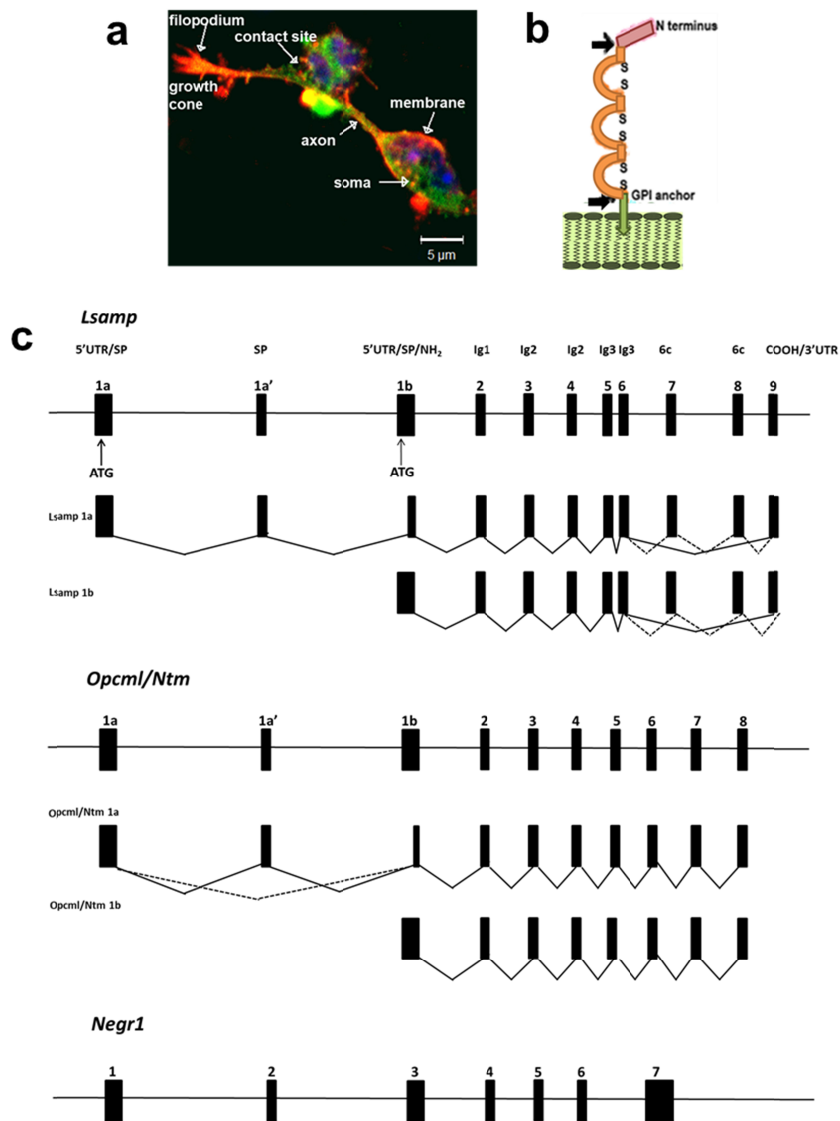 a
filopodium
contact site
growth
cone
membrane
axon
soma
5 µm
b
N terminus
S
S
S
S
S
S
GPI anchor
c
Lsamp
5'UTR/SP SP 5'UTR/SP/NH₂ Ig1 Ig2 Ig2 Ig3 Ig3 6c 6c COOH/3'UTR
1a 1a' 1b 2 3 4 5 6 7 8 9
ATG ATG
Lsamp 1a
Lsamp 1b
Opcml/Ntm
1a 1a' 1b 2 3 4 5 6 7 8
Opcml/Ntm 1a
Opcml/Ntm 1b
Negr1
1 2 3 4 5 6 7